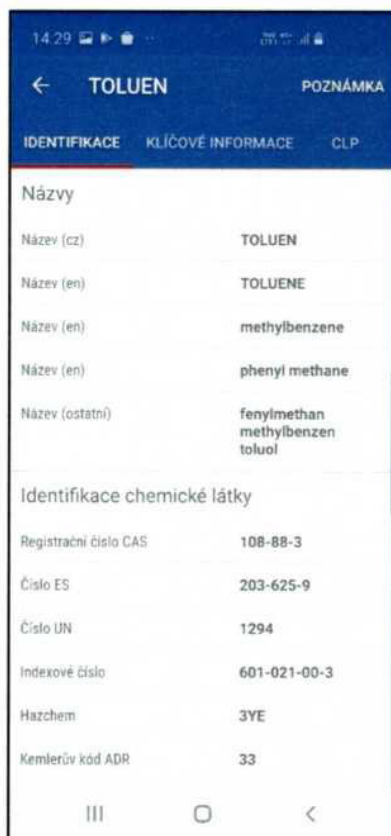 14.29
← TOLUEN POZNÁMKA
IDENTIFIKACE KLÍČOVÉ INFORMACE CLP
Názvy
Název (cz) TOLUEN
Název (en) TOLUENE
Název (en) methylbenzene
Název (en) phenyl methane
Název (ostatní) fenylmethan
methylbenzen
toluol
Identifikace chemické látky
Registrační číslo CAS 108-88-3
Číslo ES 203-625-9
Číslo UN 1294
Indexové číslo 601-021-00-3
Hazchem 3YE
Kemlerův kód ADR 33